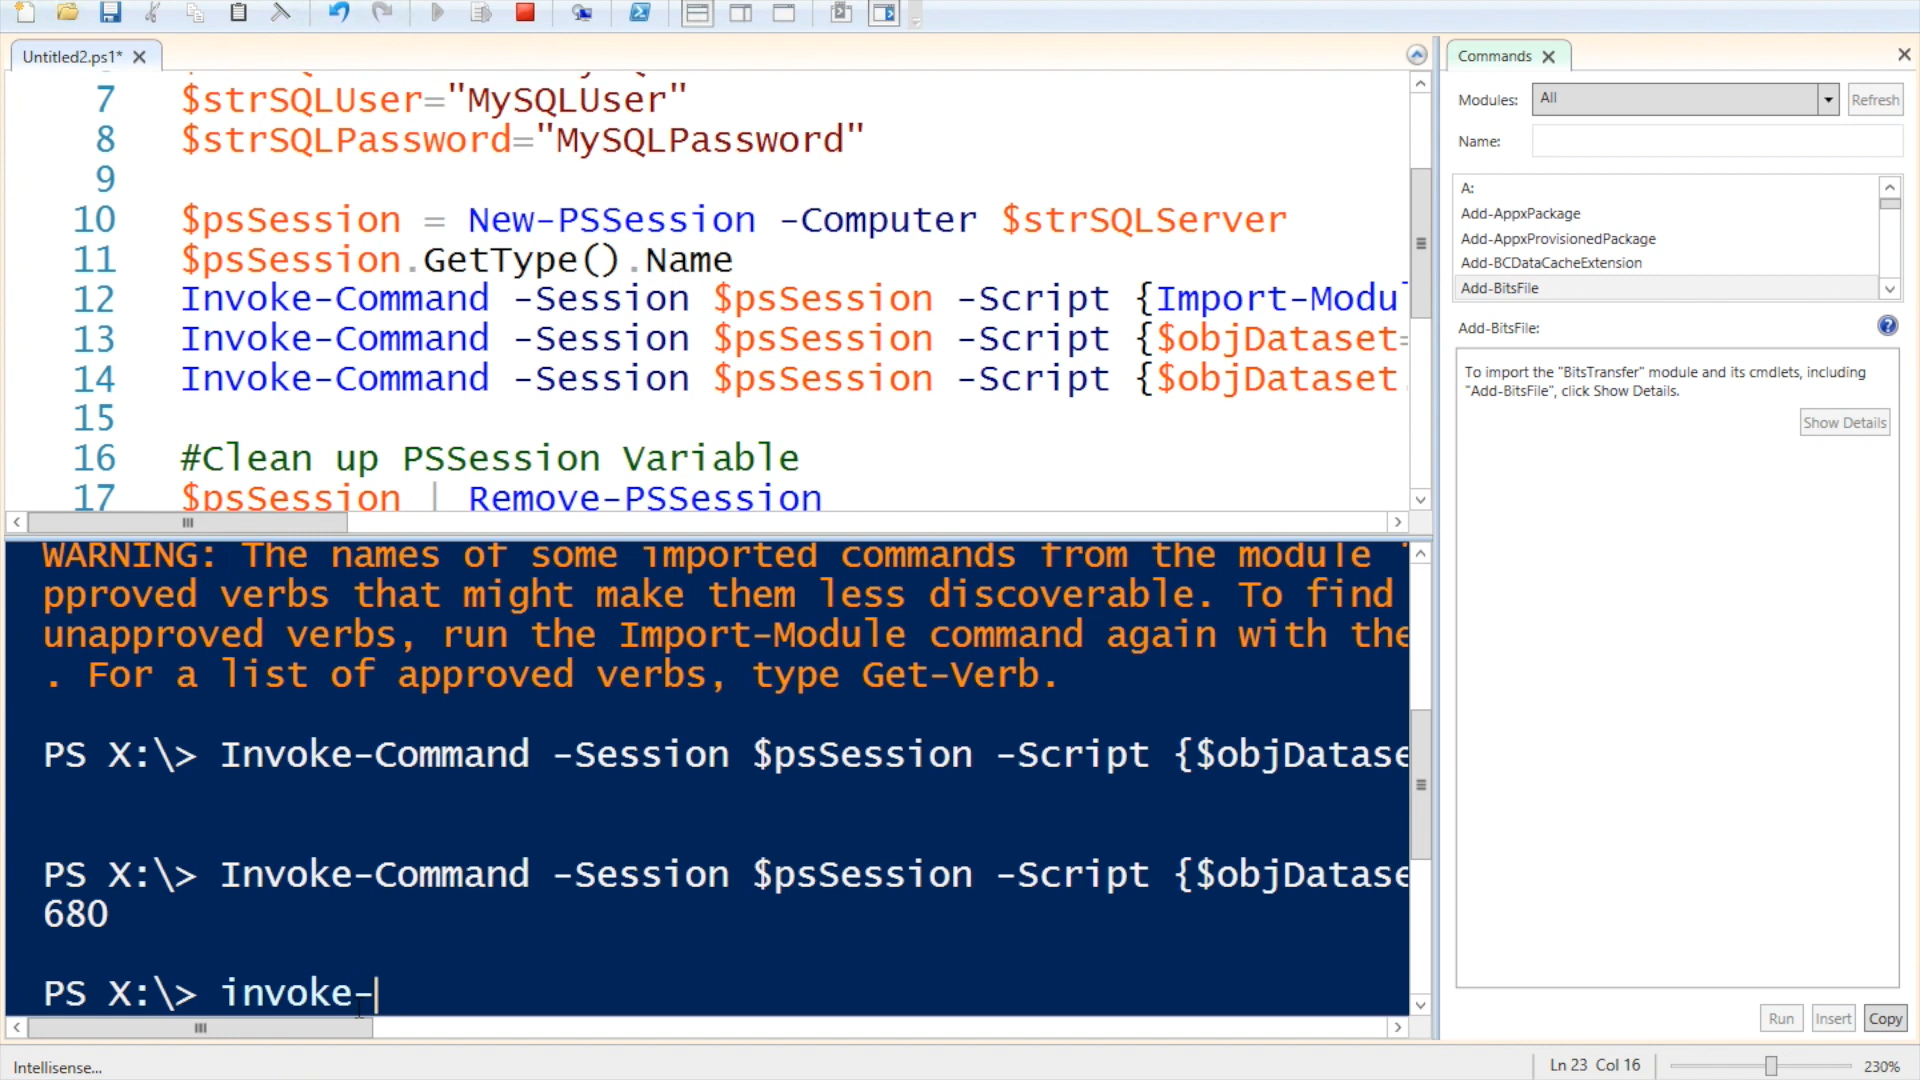 Untitled2.ps1*
7 $strSQLUser="MySQLUser"
8 $strSQLPassword="MySQLPassword"
9
10 $psSession = New-PSSession -Computer $strSQLServer
11 $psSession.GetType().Name
12 Invoke-Command -Session $psSession -Script {Import-Modul
13 Invoke-Command -Session $psSession -Script {$objDataset=
14 Invoke-Command -Session $psSession -Script {$objDataset.
15
16 #Clean up PSSession Variable
17 $psSession | Remove-PSSession
WARNING: The names of some imported commands from the module '
pproved verbs that might make them less discoverable. To find
unapproved verbs, run the Import-Module command again with the
. For a list of approved verbs, type Get-Verb.
PS X:\> Invoke-Command -Session $psSession -Script {$objDatase
PS X:\> Invoke-Command -Session $psSession -Script {$objDatase
680
PS X:\> invoke-
Commands
Modules: All Refresh
Name:
A:
Add-AppxPackage
Add-AppxProvisionedPackage
Add-BCDataCacheExtension
Add-BitsFile
Add-BitsFile:
To import the "BitsTransfer" module and its cmdlets, including
"Add-BitsFile", click Show Details.
Show Details
Run Insert Copy
Intellisense... Ln 23 Col 16 230%